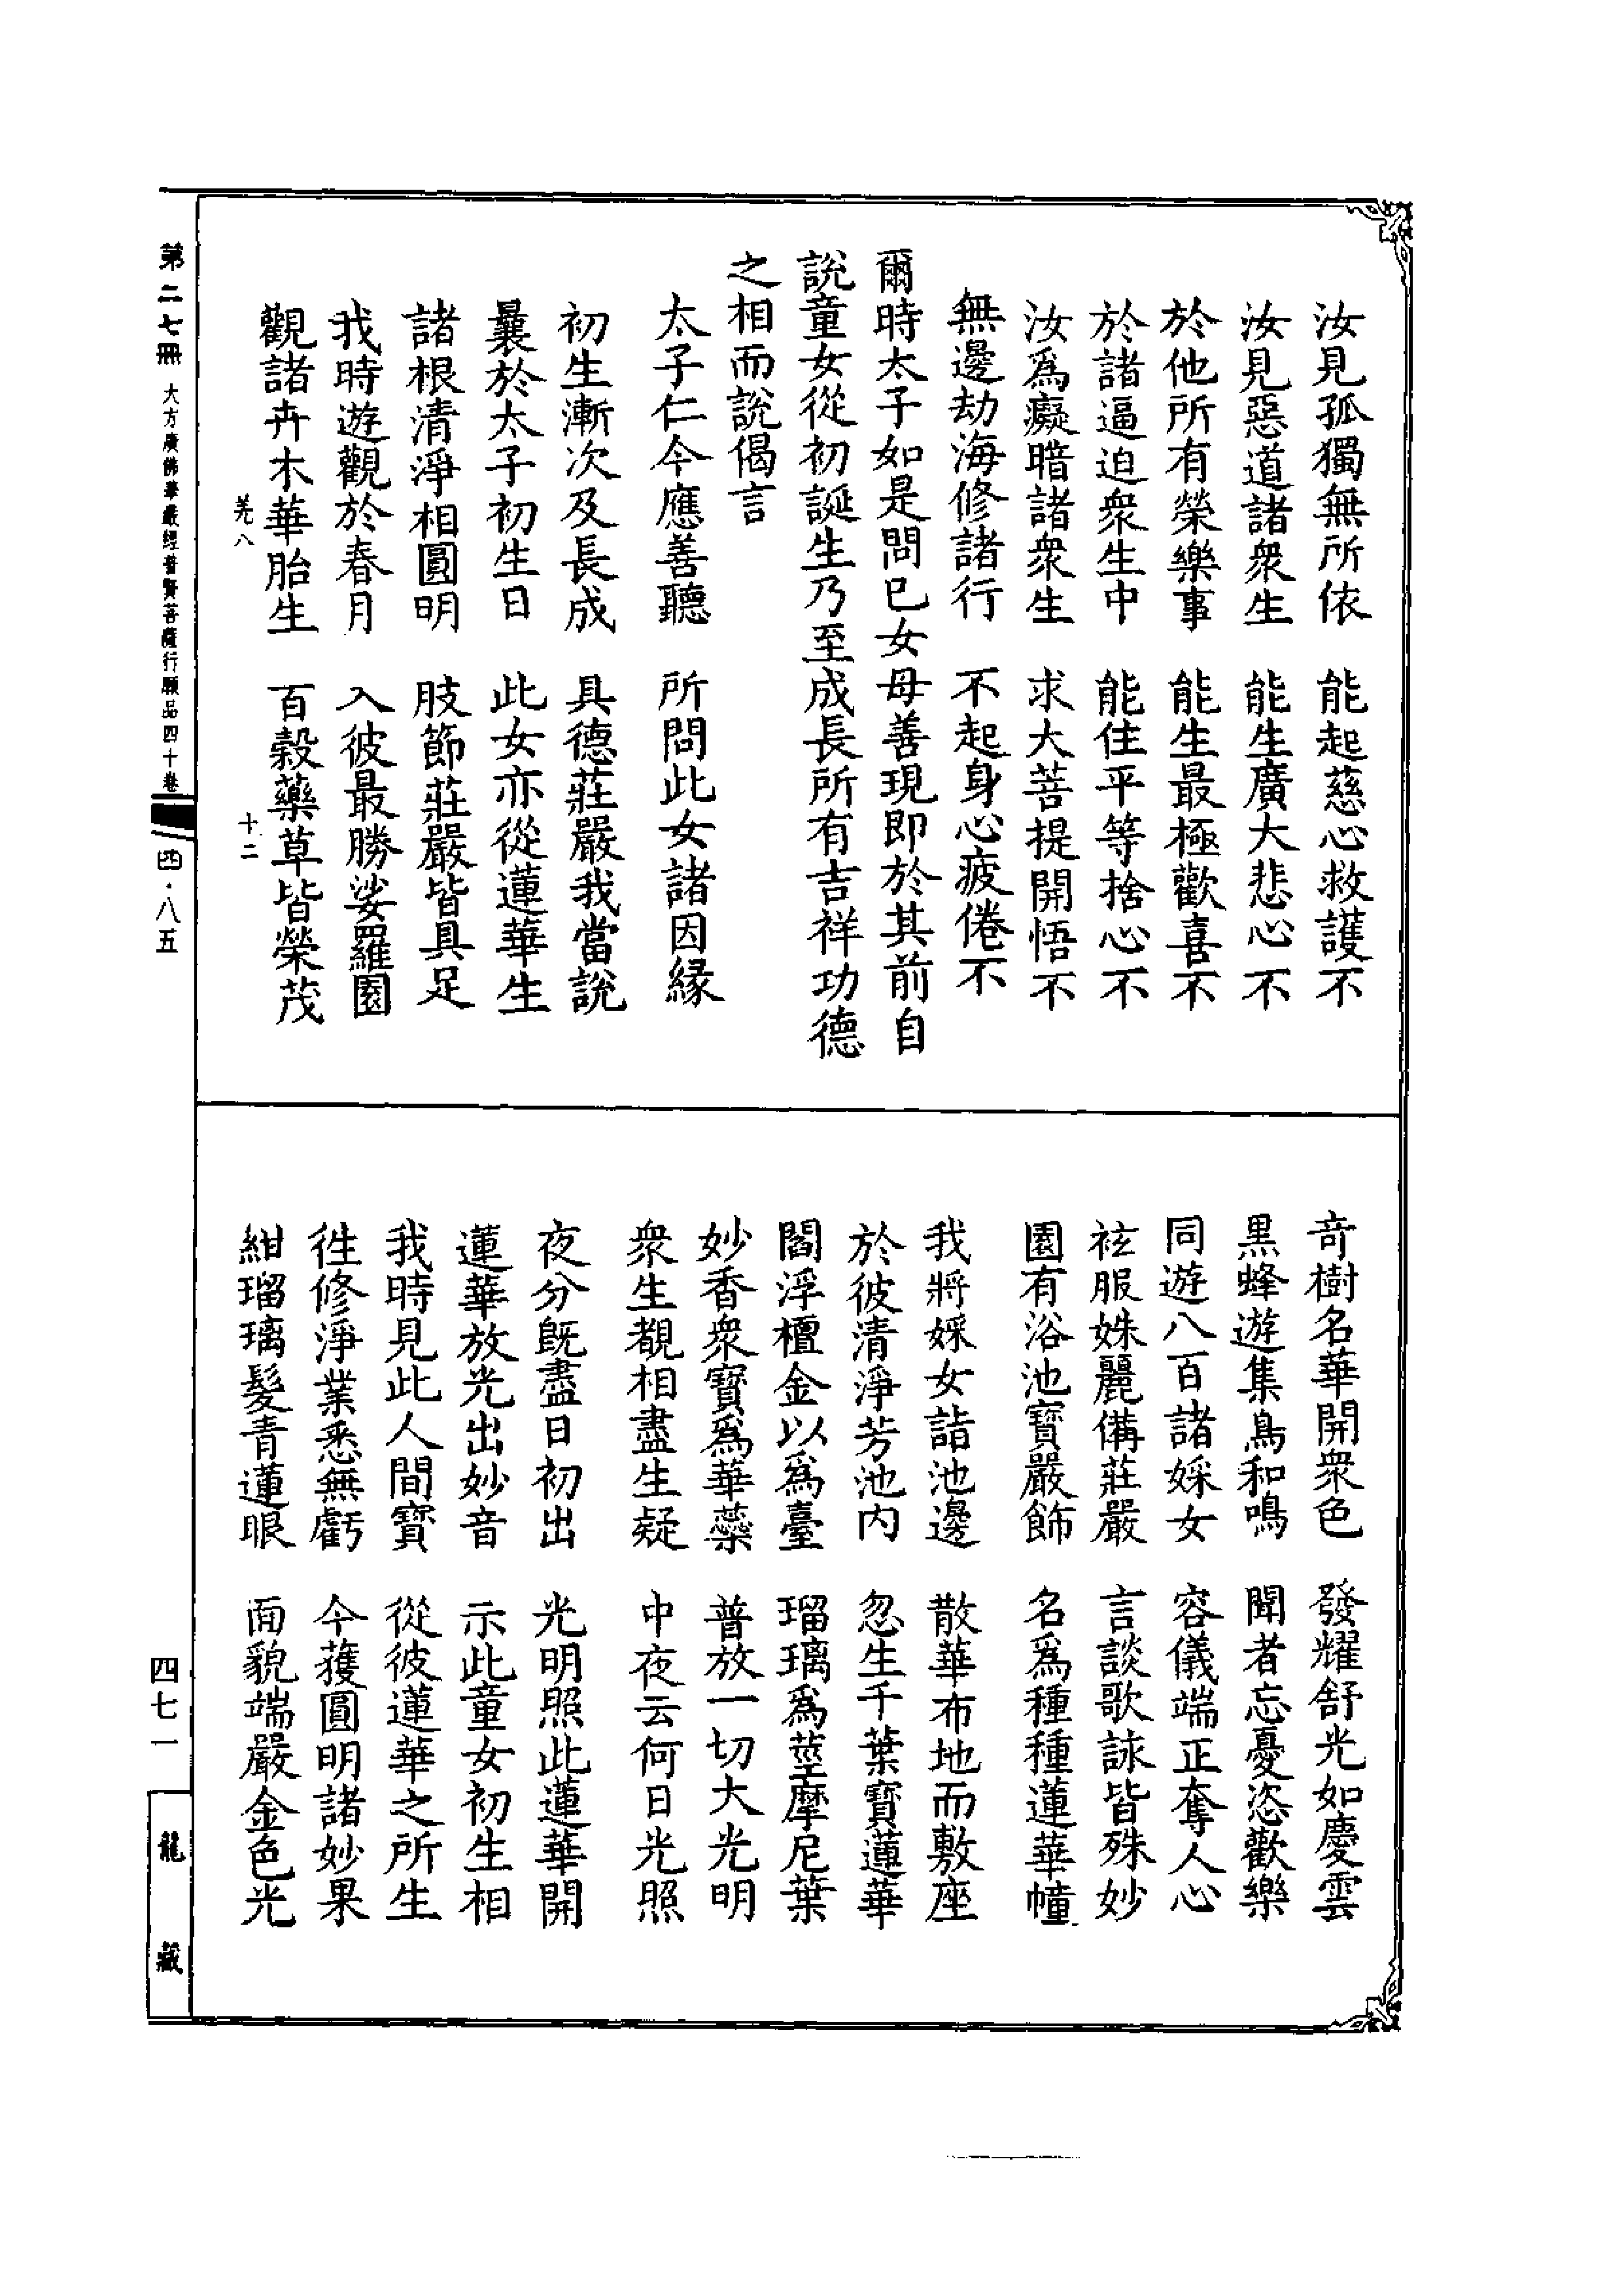 汝見孤獨無所依　能起慈心救護不
汝見惡道諸衆生　能生廣大悲心不
於他所有榮樂事　能生最極歡喜不
於諸逼迫衆生中　能住平等捨心不
汝爲癡暗諸衆生　求大菩提開悟不
無邊劫海修諸行　不起身心疲倦不
爾時太子如是問已女母善現即於其前自
說童女從初誕生乃至成長所有吉祥功德
之相而說偈言
太子仁今應善聽　所問此女諸因縁
初生漸次及長成　具德莊嚴我當説
曩於太子初生日　此女亦從蓮華生
諸根清淨相圓明　肢節莊嚴皆具足
我時遊觀於春月　入彼最勝娑羅園
觀諸卉木華胎生　百穀藥草皆榮茂
羌八　十二
奇樹名華開衆色　發耀舒光如慶雲
黒蜂遊集鳥和鳴　聞者忘憂恣歡樂
同遊八百諸婇女　容儀端正奪人心
袨服姝麗備莊嚴　言談歌詠皆殊妙
園有浴池寶嚴飾　名爲種種蓮華幢
我將婇女詣池邊　散華布地而敷座
於彼清淨芳池内　忽生千葉寶蓮華
閻浮檀金以爲臺　瑠璃爲莖摩尼葉
妙香衆寶爲華蘂　普放一切大光明
衆生覩相盡生疑　中夜云何日光照
夜分既盡日初出　光明照此蓮華開
蓮華放光出妙音　示此童女初生相
我時見此人間寶　從彼蓮華之所生
徃修淨業悉無虧　今獲圓明諸妙果
紺瑠璃髪青蓮眼　面貌端嚴金色光
第二七冊　大方廣佛華嚴經普賢菩薩行願品四十卷　四·八五
四七一　龍藏